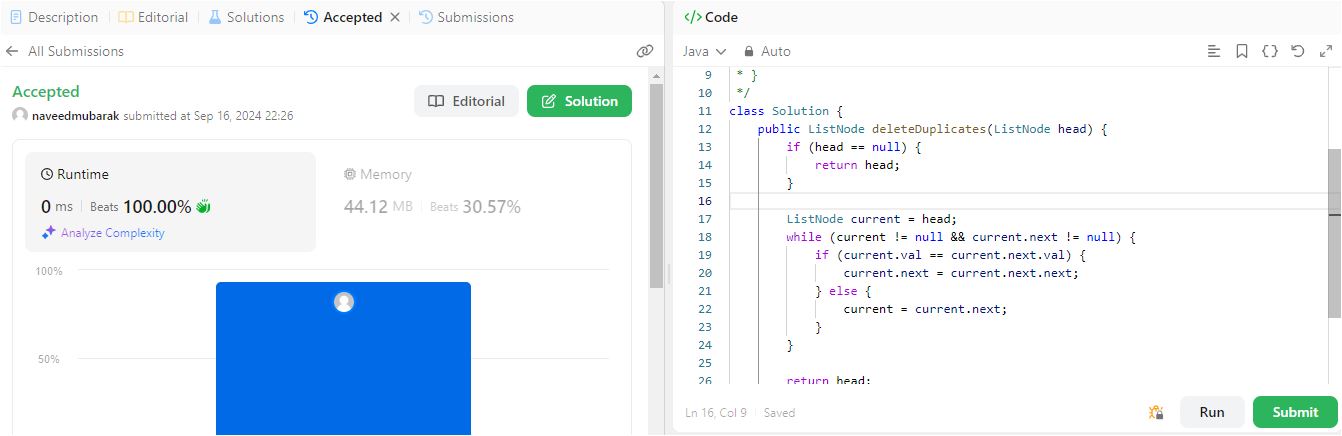 Description Editorial Solutions Accepted Submissions
All Submissions
Accepted
naveedmubarak submitted at Sep 16, 2024 22:26
Editorial
Solution
Runtime
0 ms Beats 100.00%
Analyze Complexity
Memory
44.12 MB Beats 30.57%
100%
50%
</> Code
Java Auto
9 * }
10 */
11 class Solution {
12 public ListNode deleteDuplicates(ListNode head) {
13 if (head == null) {
14 return head;
15 }
16
17 ListNode current = head;
18 while (current != null && current.next != null) {
19 if (current.val == current.next.val) {
20 current.next = current.next.next;
21 } else {
22 current = current.next;
23 }
24 }
25
26 return head;
Ln 16, Col 9 Saved
Run
Submit